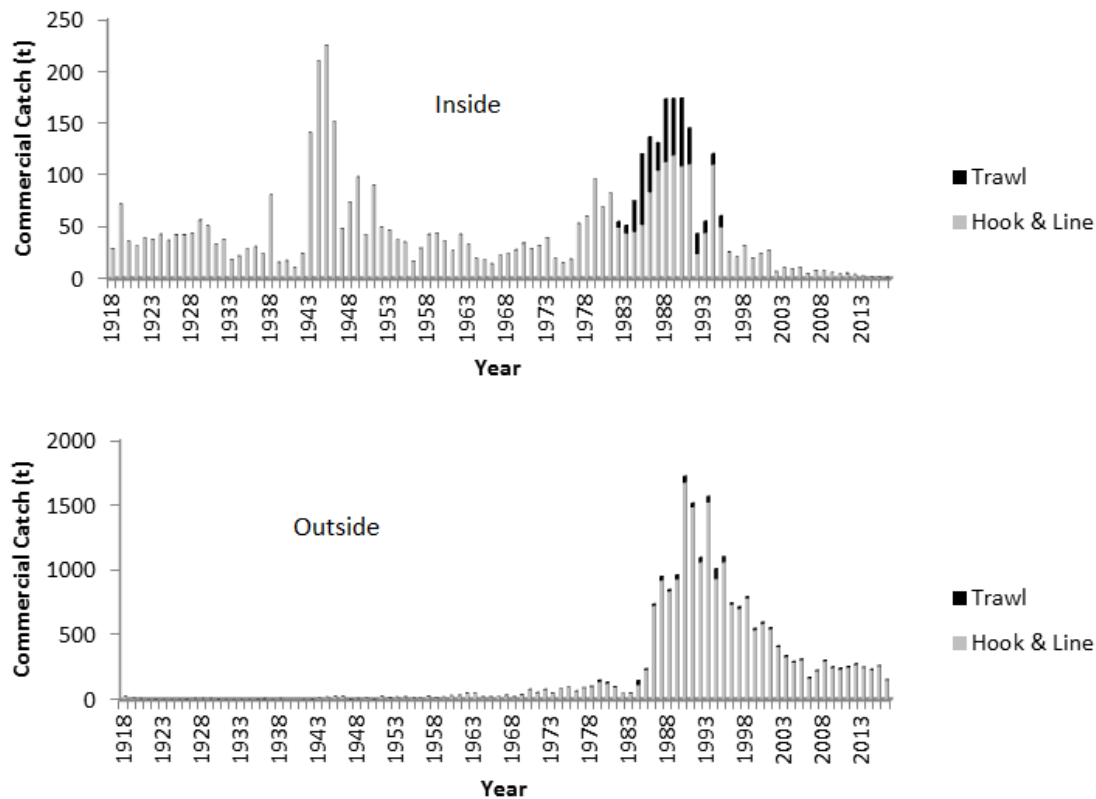 250
200
150
100
50
0
Commercial Catch (t)
Inside
Trawl
Hook & Line
1918 1923 1928 1933 1938 1943 1948 1953 1958 1963 1968 1973 1978 1983 1988 1993 1998 2003 2008 2013
Year
2000
1500
1000
500
0
Commercial Catch (t)
Outside
Trawl
Hook & Line
1918 1923 1928 1933 1938 1943 1948 1953 1958 1963 1968 1973 1978 1983 1988 1993 1998 2003 2008 2013
Year